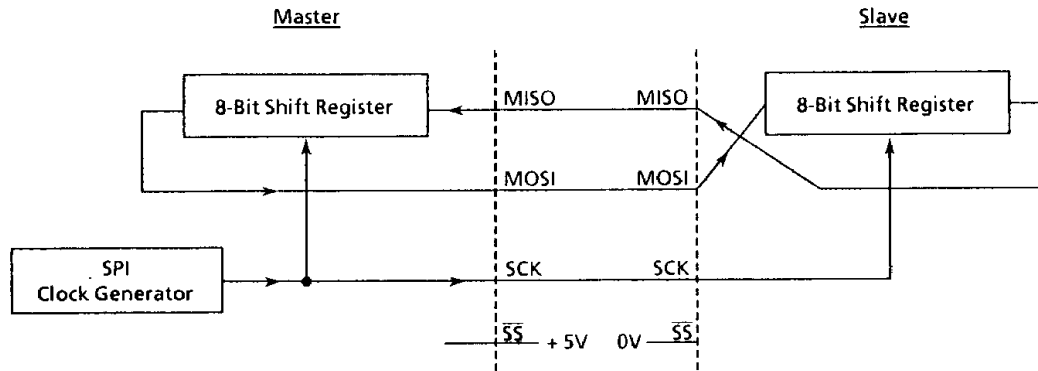 Master
Slave
8-Bit Shift Register
MISO
MISO
8-Bit Shift Register
MOSI
MOSI
SPI
Clock Generator
SCK
SCK
SS + 5V
0V SS